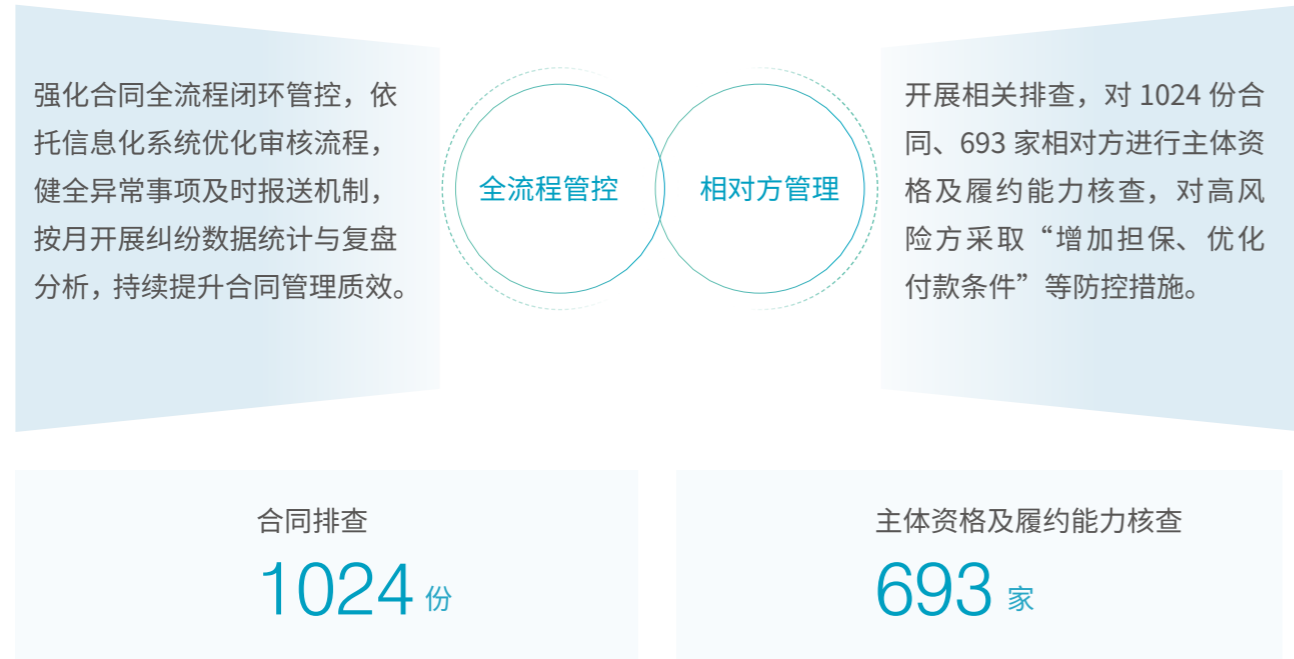 强化合同全流程闭环管控，依
托信息化系统优化审核流程，
健全异常事项及时报送机制，
按月开展纠纷数据统计与复盘
分析，持续提升合同管理质效。
全流程管控
相对方管理
开展相关排查，对 1024 份合
同、693 家相对方进行主体资
格及履约能力核查，对高风
险方采取“增加担保、优化
付款条件”等防控措施。
合同排查
1024 份
主体资格及履约能力核查
693 家